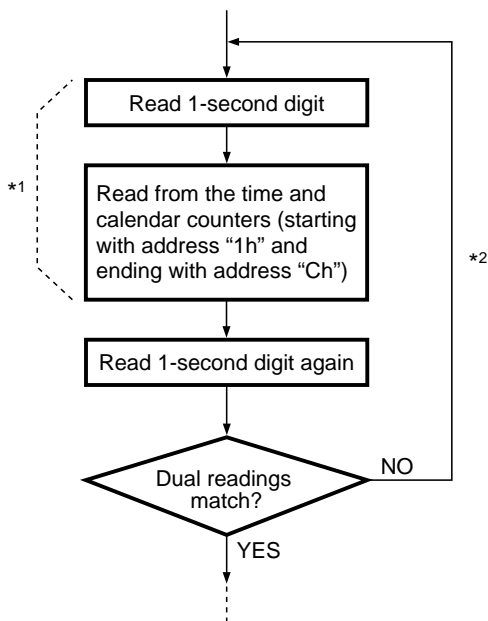 Read 1-second digit
*1
Read from the time and
calendar counters (starting
with address “1h” and
ending with address “Ch”)
*2
Read 1-second digit again
Dual readings
match?
NO
YES